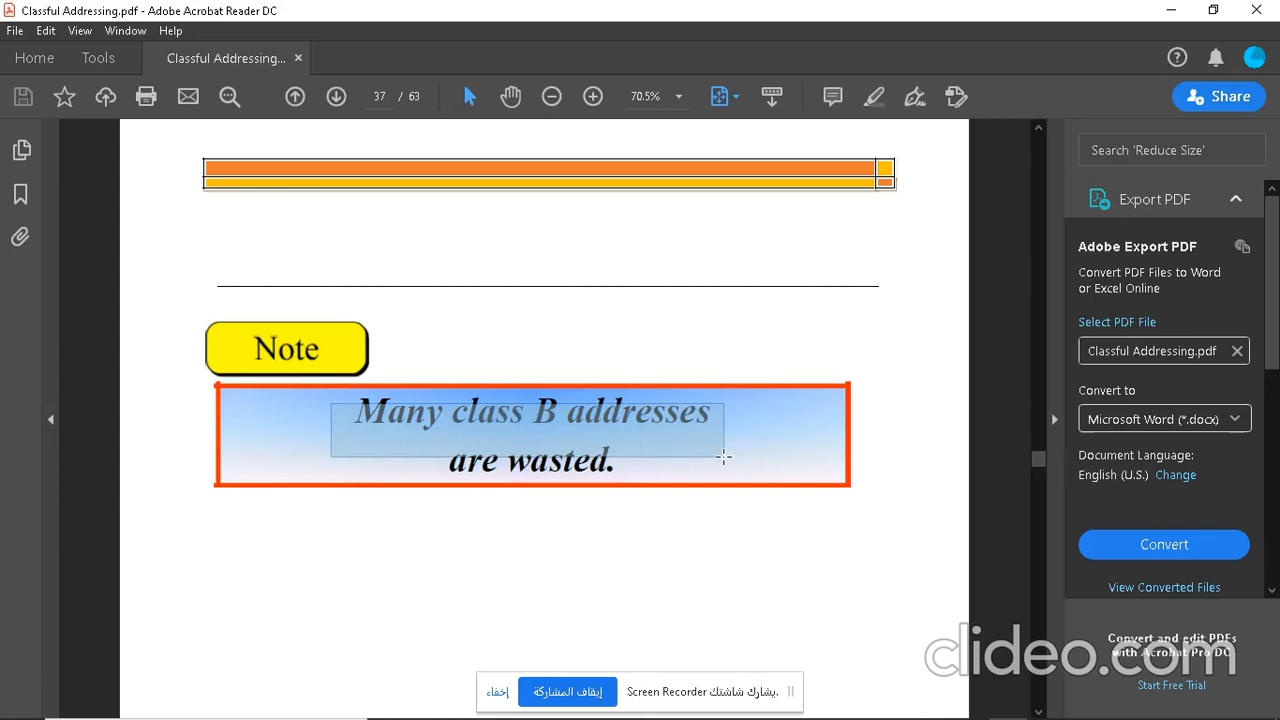 Classful Addressing.pdf - Adobe Acrobat Reader DC
File Edit View Window Help
Home Tools Classful Addressing... ×
37 / 63 70.5% Share
Search 'Reduce Size'
Export PDF
Adobe Export PDF
Convert PDF Files to Word
or Excel Online
Select PDF File
Classful Addressing.pdf
Convert to
Microsoft Word (*.docx)
Document Language:
English (U.S.) Change
Convert
View Converted Files
Convert and edit PDFs
with Acrobat Pro DC
Start Free Trial
Note
Many class B addresses
are wasted.
clideo.com
يشارك شاشتك Screen Recorder. إيقاف المشاركة إخفاء